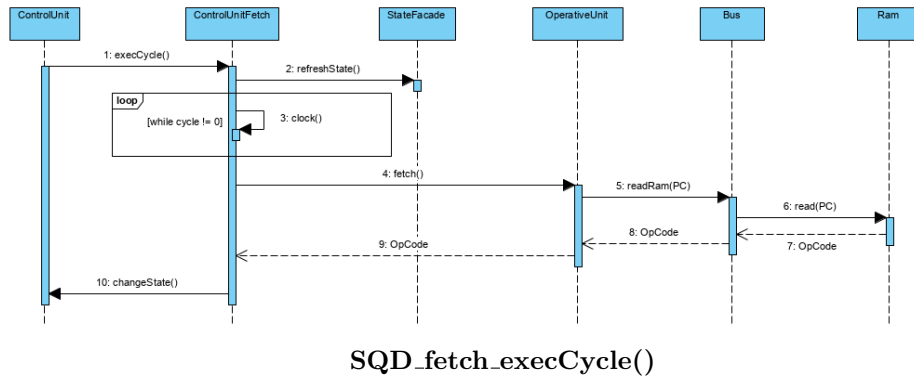 ControlUnit ControlUnitFetch StateFacade OperativeUnit Bus Ram
1: execCycle()
2: refreshState()
loop
[while cycle != 0]
3: clock()
4: fetch()
5: readRam(PC)
6: read(PC)
7: OpCode
8: OpCode
9: OpCode
10: changeState()
SQD_fetch_execCycle()